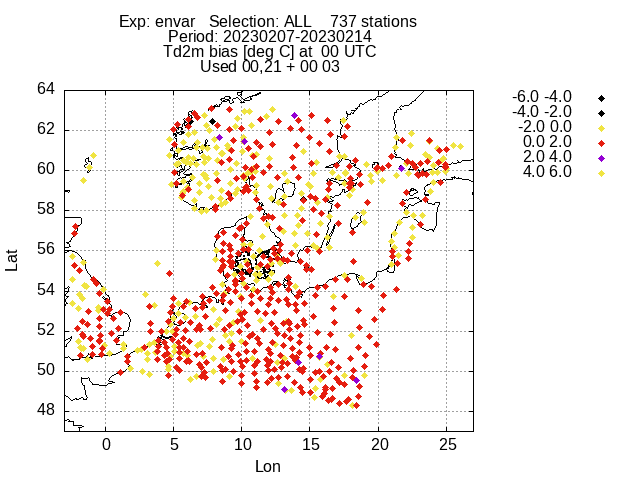 Exp: envar   Selection: ALL    737 stations
Period: 20230207-20230214
Td2m bias [deg C] at  00 UTC
Used 00,21 + 00 03
64
62
60
58
56
54
52
50
48
0 5 10 15 20 25
Lat
Lon
-6.0 -4.0
-4.0 -2.0
-2.0 0.0
0.0 2.0
2.0 4.0
4.0 6.0